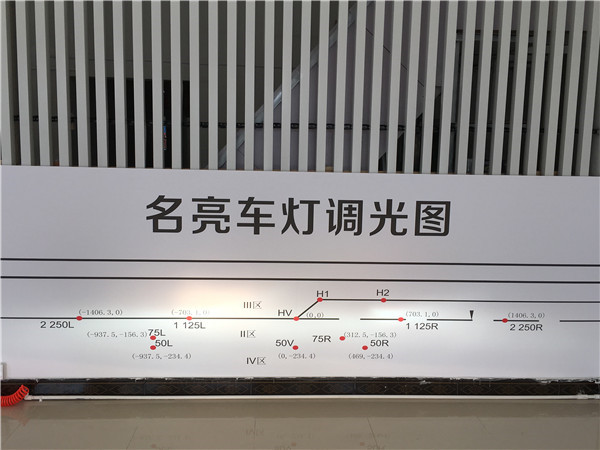 名亮车灯调光图
H1
H2
III区
(-1406.3,0)
(-703.1,0)
HV
(0,0)
(703.1,0)
(1406.3,0)
2 250L
1 125L
1 125R
2 250R
(-937.5,-156.3)
75L
II区
75R
(312.5,-156.3)
50L
50V
50R
(-937.5,-234.4)
IV区
(0,-234.4)
(469,-234.4)